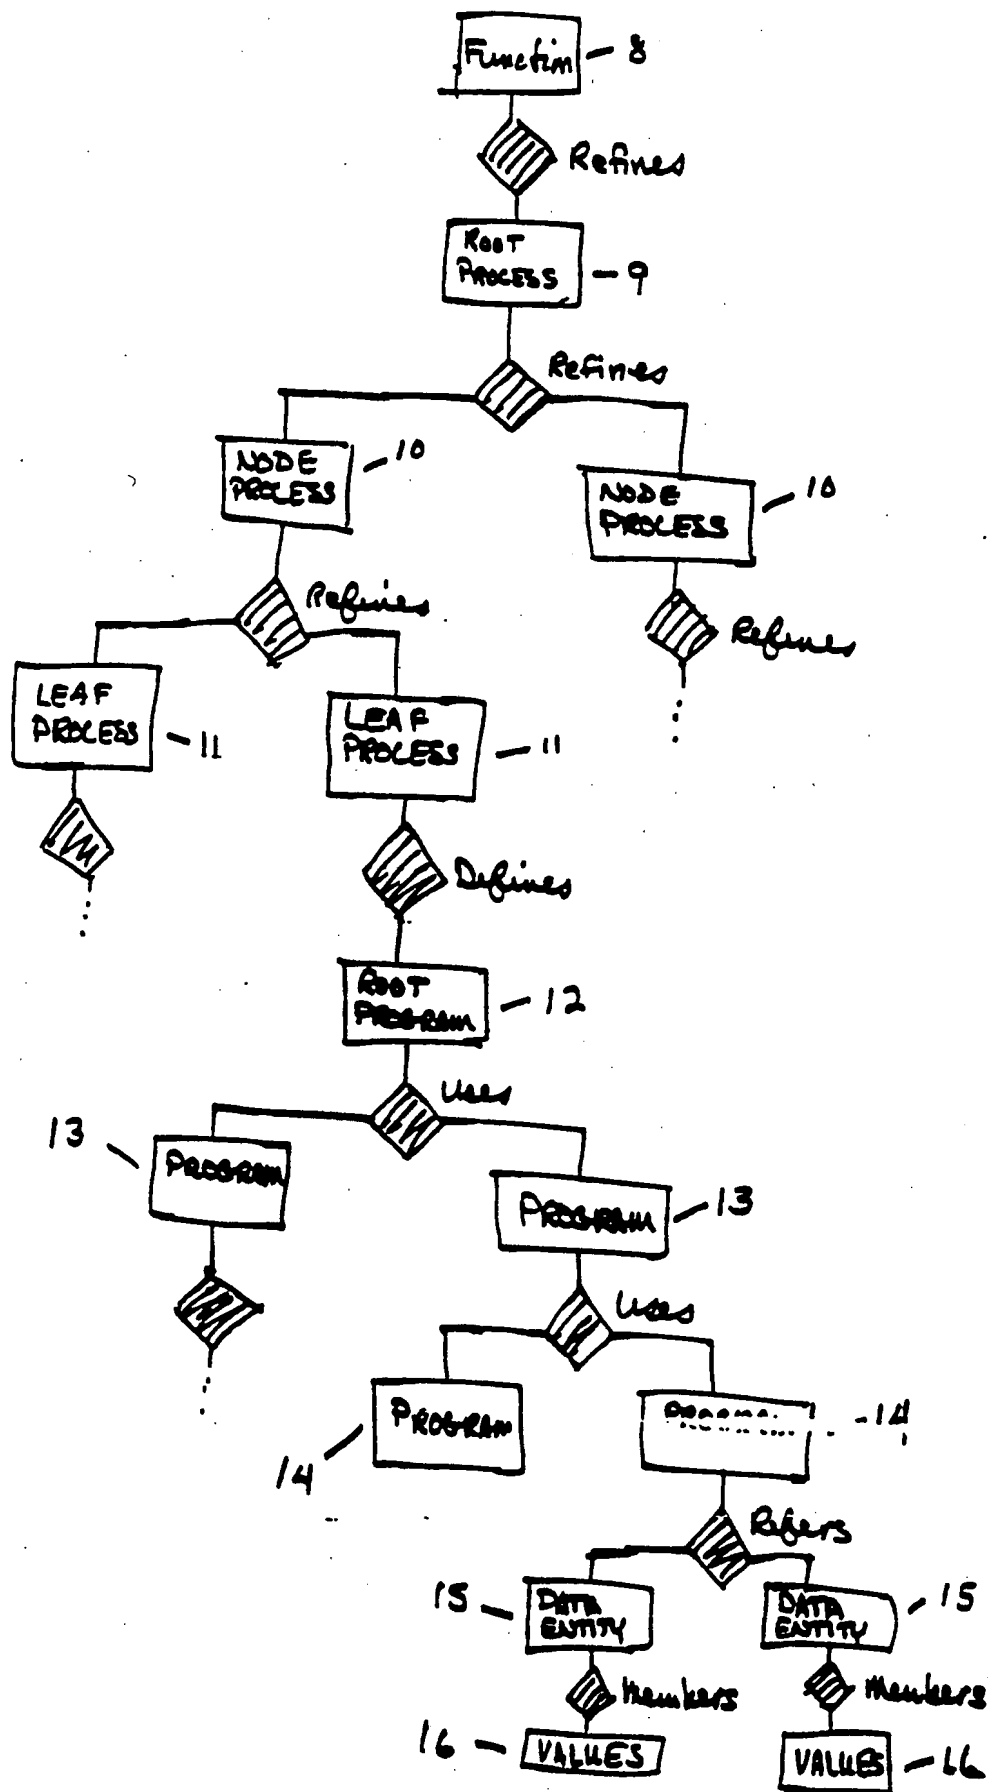 Function - 8
Refines
ROOT
PROCESS - 9
Refines
NODE
PROCESS - 10
NODE
PROCESS - 10
Refines
Refines
LEAF
PROCESS - 11
LEAF
PROCESS - 11
Defines
ROOT
PROGRAM - 12
Uses
13 PROGRAM
PROGRAM - 13
Uses
PROGRAM
14
- 14
Refers
15 - DATA
ENTITY
DATA
ENTITY - 15
Members
Members
16 - VALUES
VALUES - 16